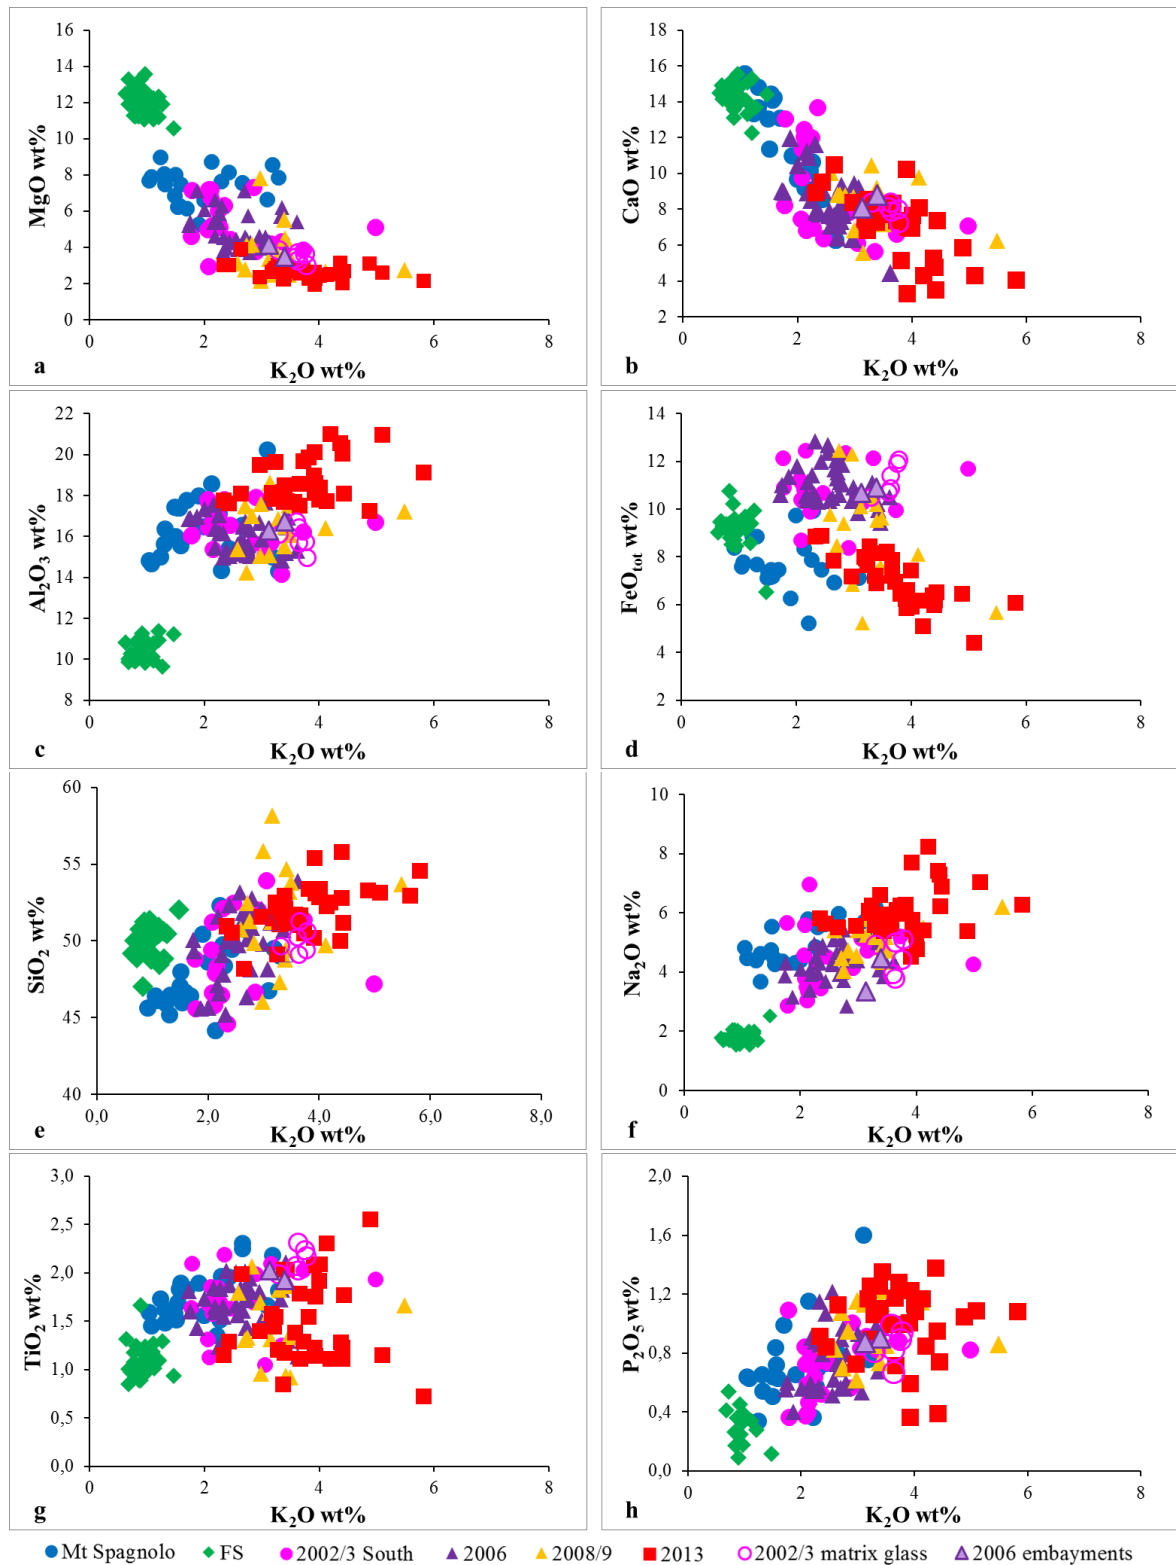 16
14
12
10
8
6
4
2
0
MgO wt%
0 2 4 6 8
K₂O wt%
a
18
16
14
12
10
8
6
4
2
CaO wt%
0 2 4 6 8
K₂O wt%
b
22
20
18
16
14
12
10
8
Al₂O₃ wt%
0 2 4 6 8
K₂O wt%
c
14
12
10
8
6
4
2
FeOtot wt%
0 2 4 6 8
K₂O wt%
d
60
55
50
45
40
SiO₂ wt%
0,0 2,0 4,0 6,0 8,0
K₂O wt%
e
10
8
6
4
2
0
Na₂O wt%
0 2 4 6 8
K₂O wt%
f
3,0
2,5
2,0
1,5
1,0
0,5
0,0
TiO₂ wt%
0 2 4 6 8
K₂O wt%
g
2,0
1,6
1,2
0,8
0,4
0,0
P₂O₅ wt%
0 2 4 6 8
K₂O wt%
h
Mt Spagnolo FS 2002/3 South 2006 2008/9 2013 2002/3 matrix glass 2006 embayments